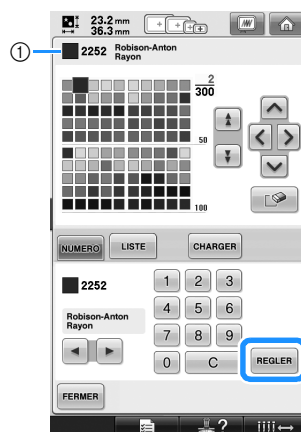 23.2 mm
36.3 mm
1
2252 Robison-Anton
Rayon
2
300
50
100
NUMERO
LISTE
CHARGER
2252
Robison-Anton
Rayon
1 2 3
4 5 6
7 8 9
0 C
REGLER
FERMER
?